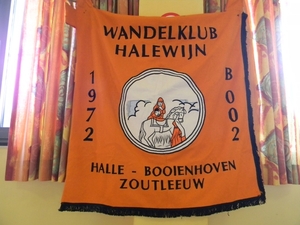 WANDELKLUB
HALEWIJN
1972
B002
HALLE - BOOIENHOVEN
ZOUTLEEUW